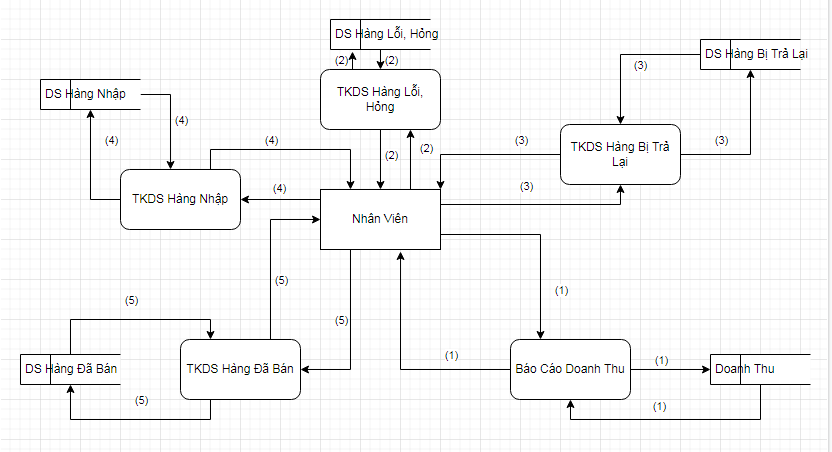 DS Hàng Lỗi, Hỏng
(2)
(2)
TKDS Hàng Lỗi,
Hỏng
(2)
(2)
DS Hàng Bị Trả Lại
(3)
(3)
TKDS Hàng Bị Trả
Lại
(3)
(3)
DS Hàng Nhập
(4)
(4)
TKDS Hàng Nhập
(4)
(4)
Nhân Viên
(5)
(5)
(5)
DS Hàng Đã Bán
TKDS Hàng Đã Bán
(5)
(1)
(1)
Báo Cáo Doanh Thu
(1)
Doanh Thu
(1)